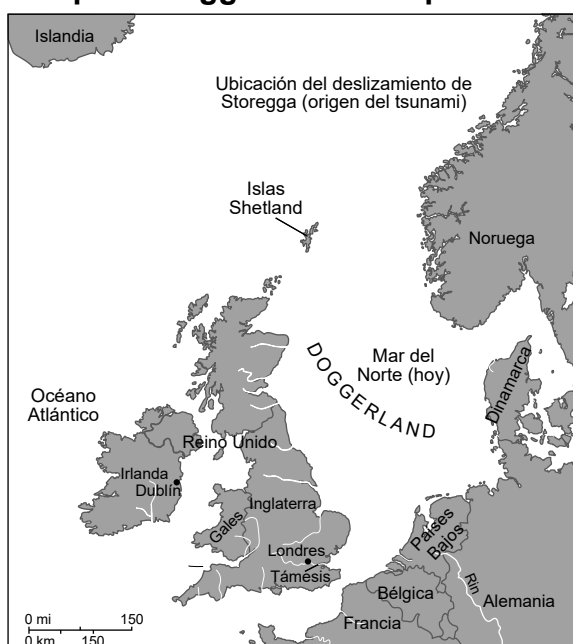 Islandia
Ubicación del deslizamiento de
Storegga (origen del tsunami)
Islas
Shetland
Noruega
Mar del
Norte (hoy)
DOGGERLAND
Dinamarca
Océano
Atlántico
Reino Unido
Irlanda
Dublín
Inglaterra
Gales
Países
Bajos
Londres
Támesis
Rin
Bélgica
Alemania
Francia
0 mi 150
0 km 150